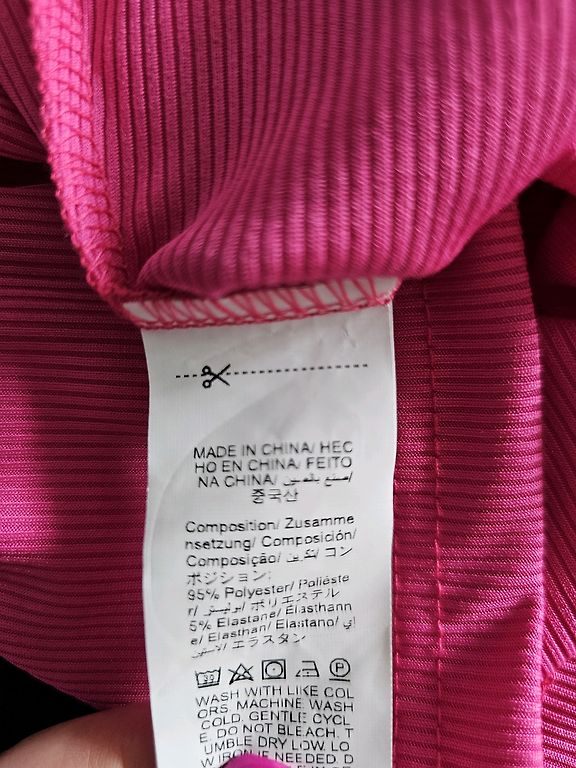 MADE IN CHINA/ HEC
HO EN CHINA/ FEITO
NA CHINA/ صنع بالصين/
중국산
Composition/ Zusamme
nsetzung/ Composición/
Composição/ コン
ポジション:
95% Polyester/ Poliéste
r/ بوليستر/ ポリエステル
5% Elastane/ Elasthann
e/ Elasthan/ Elastano/
エラスタン
30
P
WASH WITH LIKE COL
ORS. MACHINE WASH
COLD. GENTLE CYCL
E. DO NOT BLEACH. T
UMBLE DRY LOW. LO
W IRON IF NEEDED. D